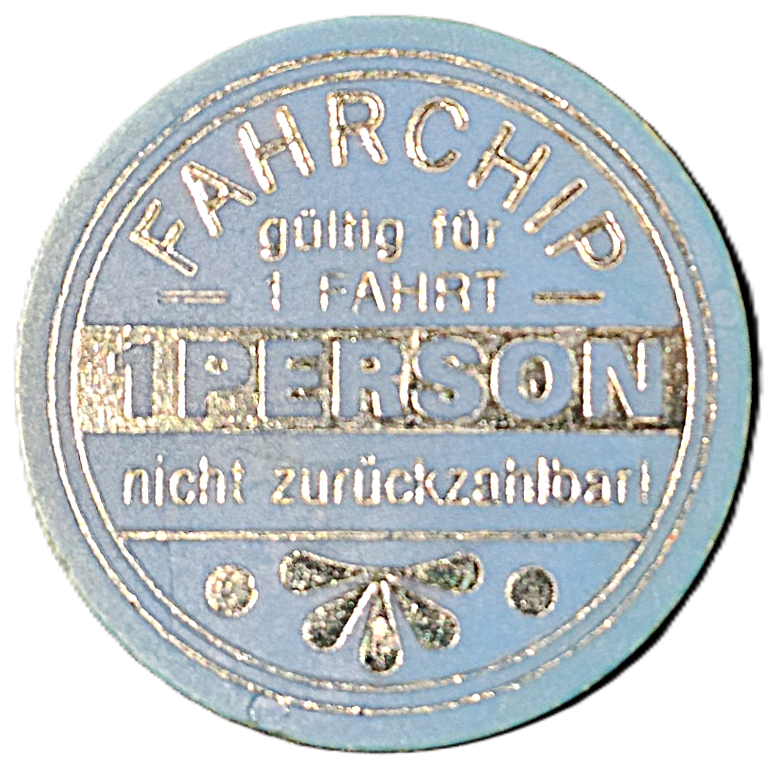 FAHRCHIP
gültig für
— 1 FAHRT —
1 PERSON
nicht zurückzahlbar!